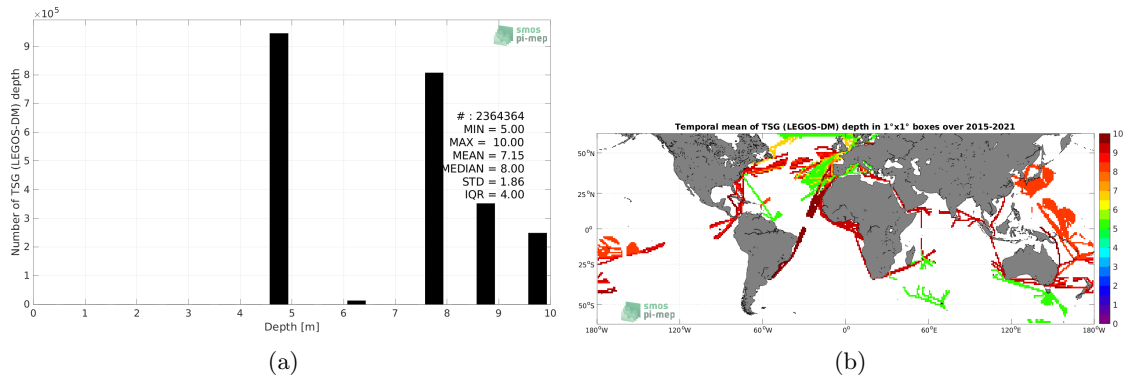 ×10⁵
9
8
7
6
5
4
3
2
1
0
Number of TSG (LEGOS-DM) depth
smos
pi-mep
# : 2364364
MIN = 5.00
MAX = 10.00
MEAN = 7.15
MEDIAN = 8.00
STD = 1.86
IQR = 4.00
0 1 2 3 4 5 6 7 8 9 10
Depth [m]
(a)
Temporal mean of TSG (LEGOS-DM) depth in 1°x1° boxes over 2015-2021
50°N
25°N
0°
25°S
50°S
smos
pi-mep
180°W 60°W 0° 60°E 120°E 180°W
10
9
8
7
6
5
4
3
2
1
0
(b)